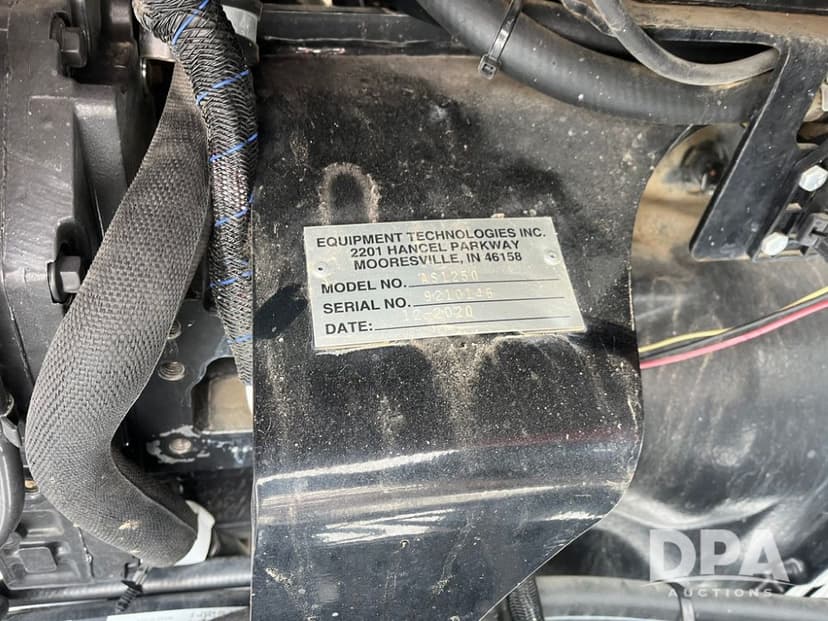 EQUIPMENT TECHNOLOGIES INC.
2201 HANCEL PARKWAY
MOORESVILLE, IN 46158
MODEL NO. AS1250
SERIAL NO. 9210146
DATE: 12-2020
DPA
AUCTIONS